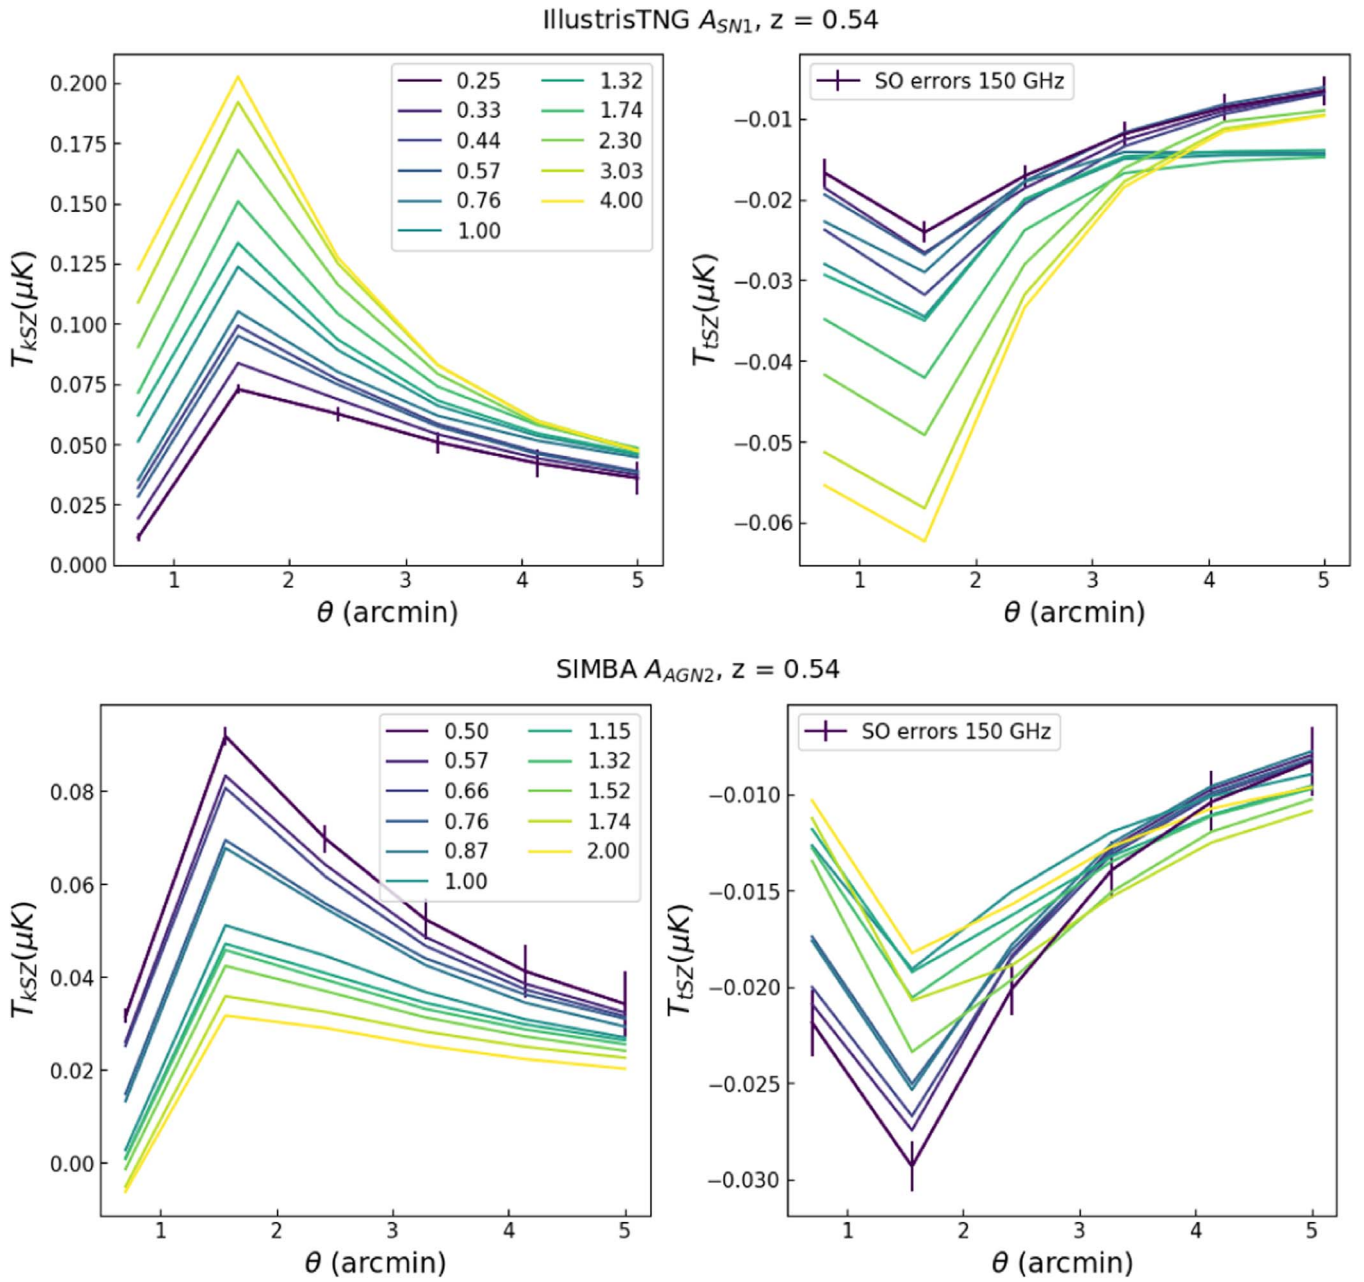 IllustrisTNG A_SN1, z = 0.54
T_kSZ(μK)
0.200
0.175
0.150
0.125
0.100
0.075
0.050
0.025
0.000
0.25
0.33
0.44
0.57
0.76
1.00
1.32
1.74
2.30
3.03
4.00
1 2 3 4 5
θ (arcmin)
T_tSZ(μK)
−0.01
−0.02
−0.03
−0.04
−0.05
−0.06
SO errors 150 GHz
1 2 3 4 5
θ (arcmin)
SIMBA A_AGN2, z = 0.54
T_kSZ(μK)
0.08
0.06
0.04
0.02
0.00
0.50
0.57
0.66
0.76
0.87
1.00
1.15
1.32
1.52
1.74
2.00
1 2 3 4 5
θ (arcmin)
T_tSZ(μK)
−0.010
−0.015
−0.020
−0.025
−0.030
SO errors 150 GHz
1 2 3 4 5
θ (arcmin)